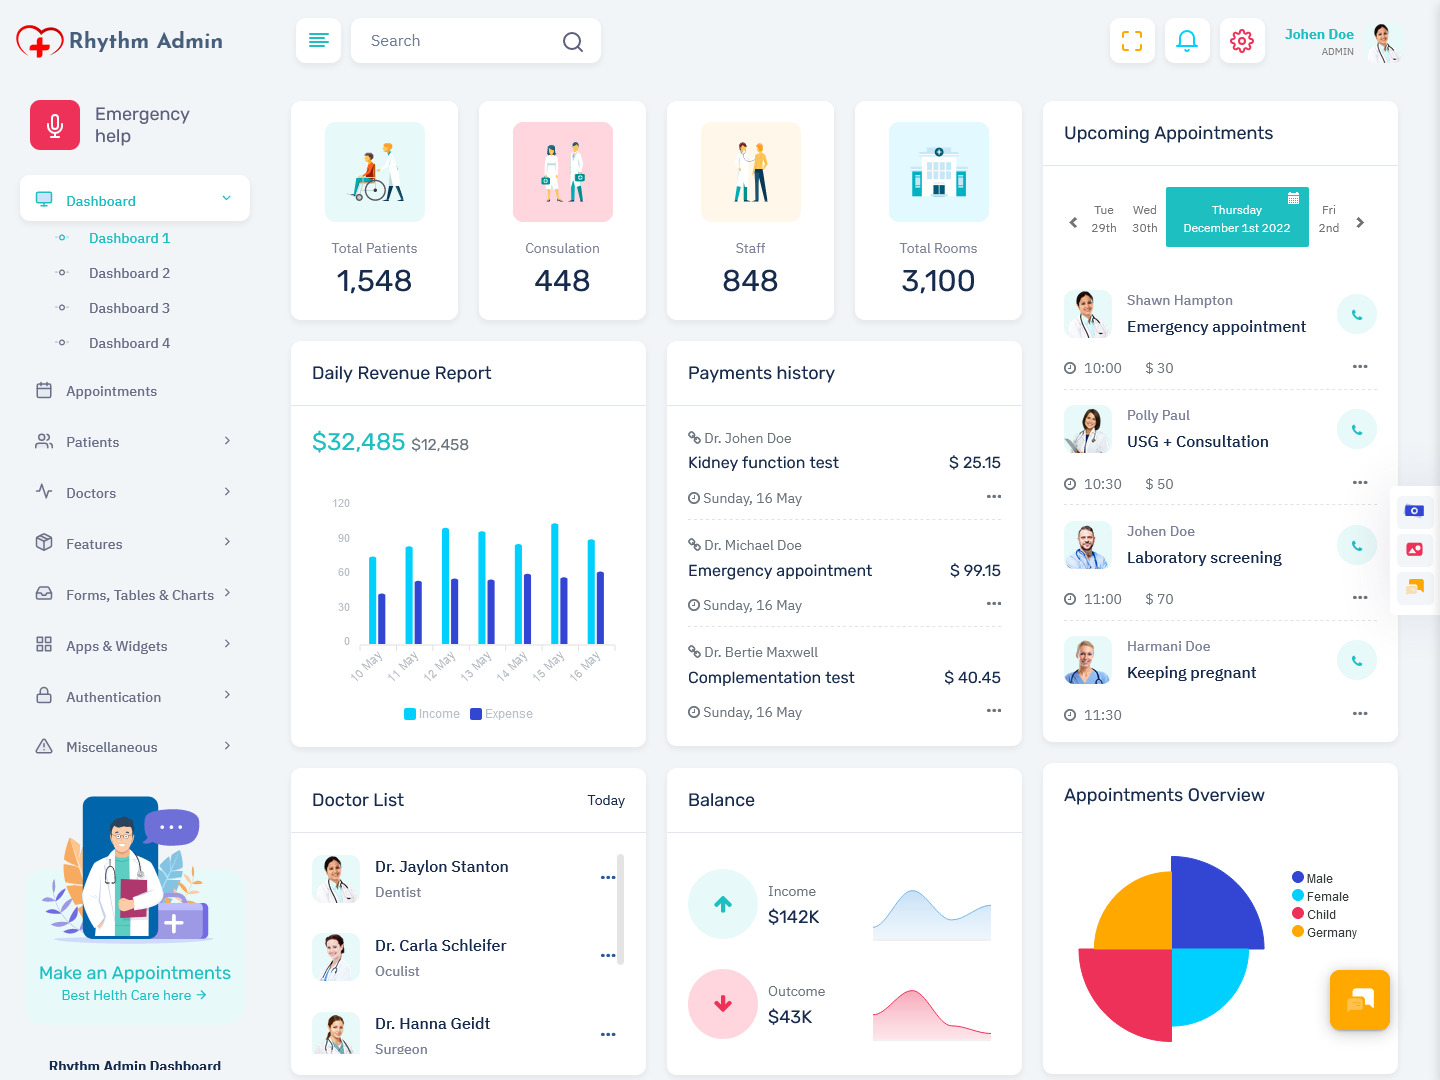 Rhythm Admin
Search
Johen Doe
ADMIN
Emergency
help
Dashboard
Dashboard 1
Dashboard 2
Dashboard 3
Dashboard 4
Appointments
Patients
Doctors
Features
Forms, Tables & Charts
Apps & Widgets
Authentication
Miscellaneous
Make an Appointments
Best Helth Care here →
Rhythm Admin Dashboard
Total Patients
1,548
Consulation
448
Staff
848
Total Rooms
3,100
Daily Revenue Report
$32,485 $12,458
120
90
60
30
0
10 May
11 May
12 May
13 May
14 May
15 May
16 May
Income
Expense
Payments history
Dr. Johen Doe
Kidney function test
$ 25.15
Sunday, 16 May
Dr. Michael Doe
Emergency appointment
$ 99.15
Sunday, 16 May
Dr. Bertie Maxwell
Complementation test
$ 40.45
Sunday, 16 May
Upcoming Appointments
Tue
29th
Wed
30th
Thursday
December 1st 2022
Fri
2nd
Shawn Hampton
Emergency appointment
10:00
$ 30
Polly Paul
USG + Consultation
10:30
$ 50
Johen Doe
Laboratory screening
11:00
$ 70
Harmani Doe
Keeping pregnant
11:30
Doctor List
Today
Dr. Jaylon Stanton
Dentist
Dr. Carla Schleifer
Oculist
Dr. Hanna Geidt
Surgeon
Balance
Income
$142K
Outcome
$43K
Appointments Overview
Male
Female
Child
Germany